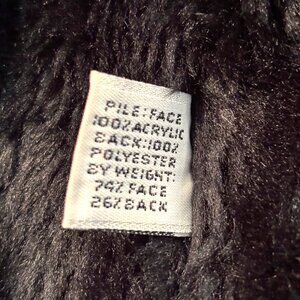 PILE:FACE
100%ACRYLIC
BACK:100%
POLYESTER
BY WEIGHT:
74% FACE
26% BACK